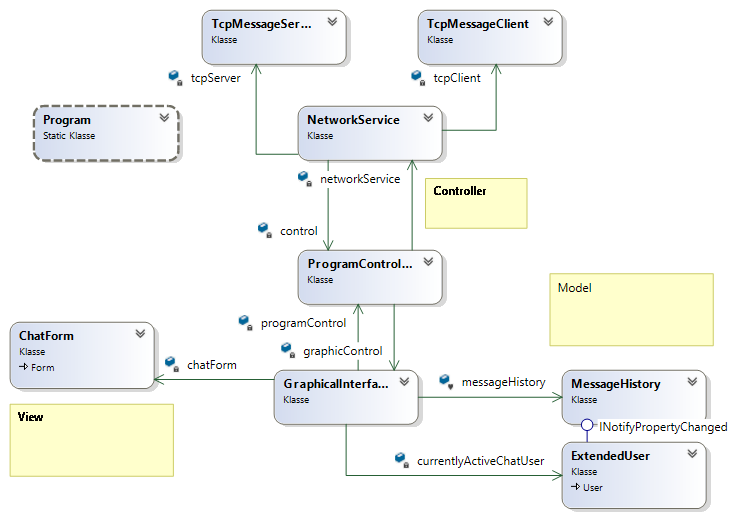 TcpMessageSer...
Klasse
TcpMessageClient
Klasse
tcpServer
tcpClient
Program
Static Klasse
NetworkService
Klasse
networkService
Controller
control
ProgramControl...
Klasse
Model
programControl
graphicControl
ChatForm
Klasse
Form
chatForm
GraphicalInterfa...
Klasse
messageHistory
MessageHistory
Klasse
View
INotifyPropertyChanged
currentlyActiveChatUser
ExtendedUser
Klasse
User